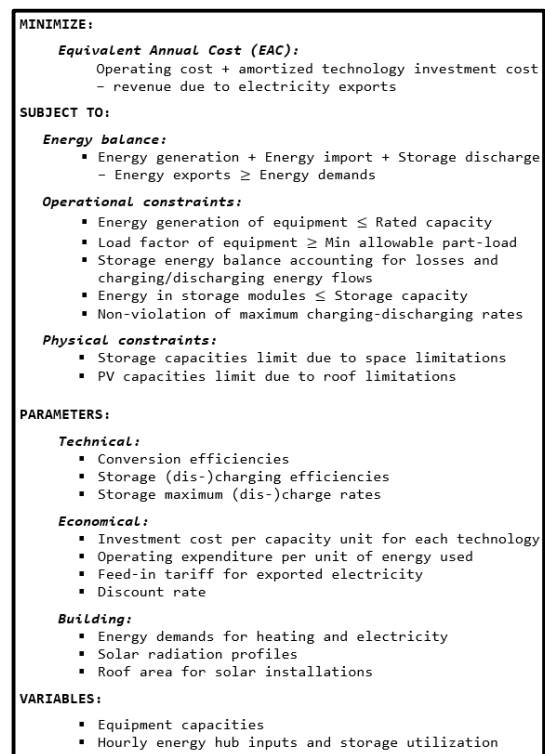 MINIMIZE:
Equivalent Annual Cost (EAC):
Operating cost + amortized technology investment cost
– revenue due to electricity exports
SUBJECT TO:
Energy balance:
▪ Energy generation + Energy import + Storage discharge
– Energy exports ≥ Energy demands
Operational constraints:
▪ Energy generation of equipment ≤ Rated capacity
▪ Load factor of equipment ≥ Min allowable part-load
▪ Storage energy balance accounting for losses and
charging/discharging energy flows
▪ Energy in storage modules ≤ Storage capacity
▪ Non-violation of maximum charging-discharging rates
Physical constraints:
▪ Storage capacities limit due to space limitations
▪ PV capacities limit due to roof limitations
PARAMETERS:
Technical:
▪ Conversion efficiencies
▪ Storage (dis-)charging efficiencies
▪ Storage maximum (dis-)charge rates
Economical:
▪ Investment cost per capacity unit for each technology
▪ Operating expenditure per unit of energy used
▪ Feed-in tariff for exported electricity
▪ Discount rate
Building:
▪ Energy demands for heating and electricity
▪ Solar radiation profiles
▪ Roof area for solar installations
VARIABLES:
▪ Equipment capacities
▪ Hourly energy hub inputs and storage utilization